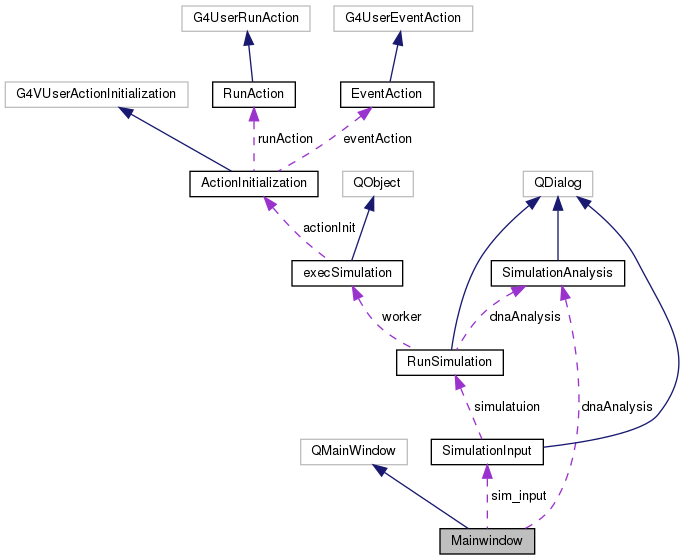 G4UserRunAction
G4UserEventAction
G4VUserActionInitialization
RunAction
EventAction
runAction
eventAction
ActionInitialization
QObject
QDialog
actionInit
execSimulation
SimulationAnalysis
worker
dnaAnalysis
RunSimulation
simulatuion
dnaAnalysis
QMainWindow
SimulationInput
sim_input
Mainwindow